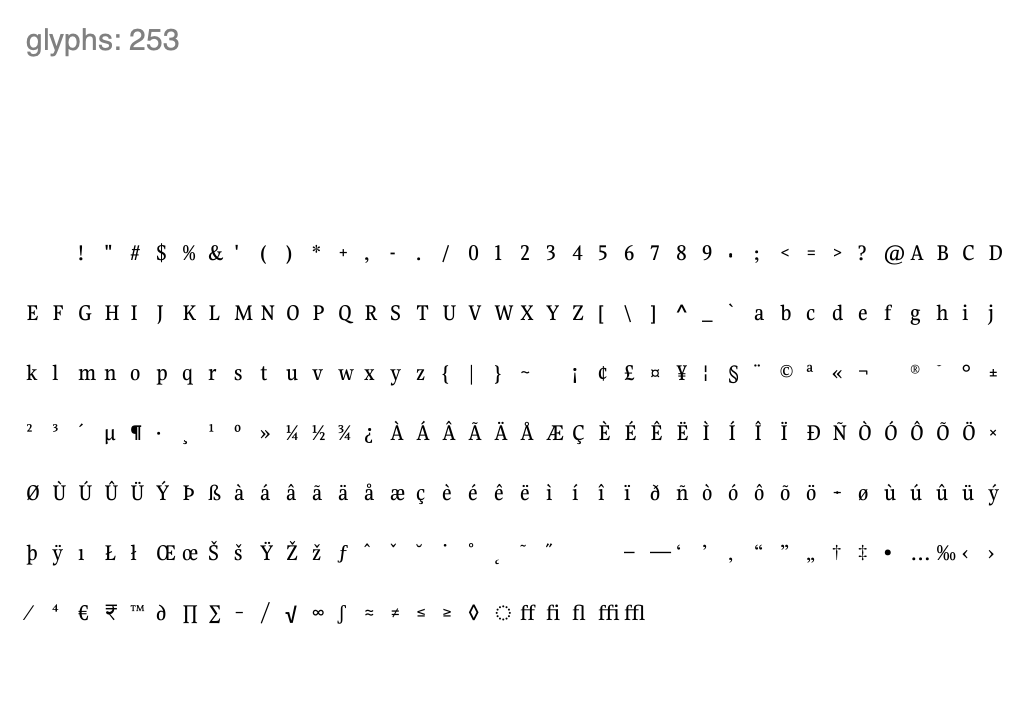 glyphs: 253
! " # $ % & ' ( ) * + , - . / 0 1 2 3 4 5 6 7 8 9 · ; < = > ? @ A B C D
E F G H I J K L M N O P Q R S T U V W X Y Z [ \ ] ^ _ ` a b c d e f g h i j
k l m n o p q r s t u v w x y z { | } ~ ¡ ¢ £ ¤ ¥ ¦ § ¨ © ª « ¬ ® ¯ ° ±
² ³ ´ µ ¶ · ¸ ¹ º » ¼ ½ ¾ ¿ À Á Â Ã Ä Å Æ Ç È É Ê Ë Ì Í Î Ï Ð Ñ Ò Ó Ô Õ Ö ×
Ø Ù Ú Û Ü Ý Þ ß à á â ã ä å æ ç è é ê ë ì í î ï ð ñ ò ó ô õ ö ÷ ø ù ú û ü ý
þ ÿ ı Ł ł Œ œ Š š Ÿ Ž ž ƒ ˆ ˇ ˘ ˙ ˚ ˛ ˜ ˝ – — ‘ ’ ‚ “ ” „ † ‡ • … ‰ ‹ ›
⁄ ⁴ € ₹ ™ ∂ ∏ ∑ − ∕ √ ∞ ∫ ≈ ≠ ≤ ≥ ◊ ◌ ff fi fl ffi ffl